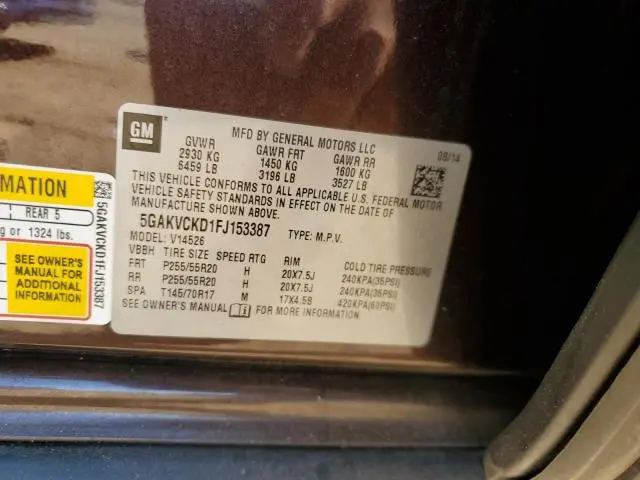 GM
MFD BY GENERAL MOTORS LLC
08/14
GVWR GAWR FRT GAWR RR
2930 KG 1450 KG 1600 KG
6459 LB 3196 LB 3527 LB
THIS VEHICLE CONFORMS TO ALL APPLICABLE U.S. FEDERAL MOTOR
VEHICLE SAFETY STANDARDS IN EFFECT ON THE DATE OF
MANUFACTURE SHOWN ABOVE.
5GAKVCKD1FJ153387 TYPE: M.P.V.
MODEL: V14526
VBBH TIRE SIZE SPEED RTG RIM COLD TIRE PRESSURE
FRT P255/55R20 H 20X7.5J 240KPA(35PSI)
RR P255/55R20 H 20X7.5J 240KPA(35PSI)
SPA T145/70R17 M 17X4.5B 420KPA(60PSI)
SEE OWNER'S MANUAL FOR MORE INFORMATION
MATION
REAR 5
g or 1324 lbs.
SEE OWNER'S
MANUAL FOR
ADDITIONAL
INFORMATION
5GAKVCKD1FJ153387